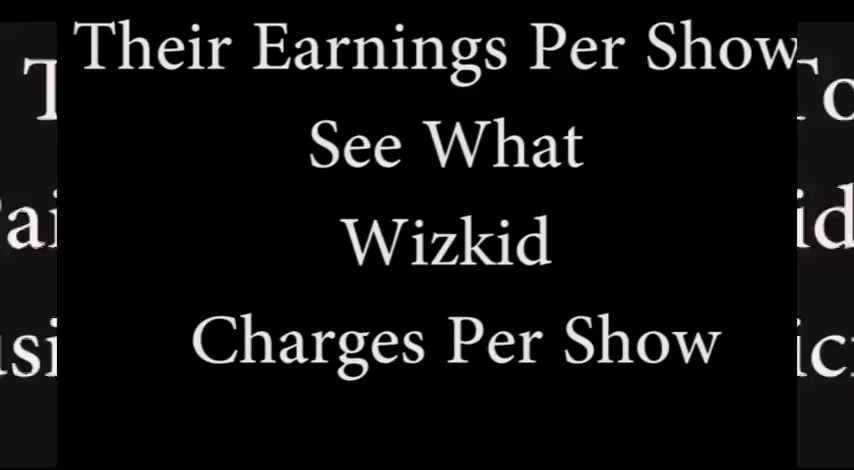 Their Earnings Per Show
See What
Wizkid
Charges Per Show